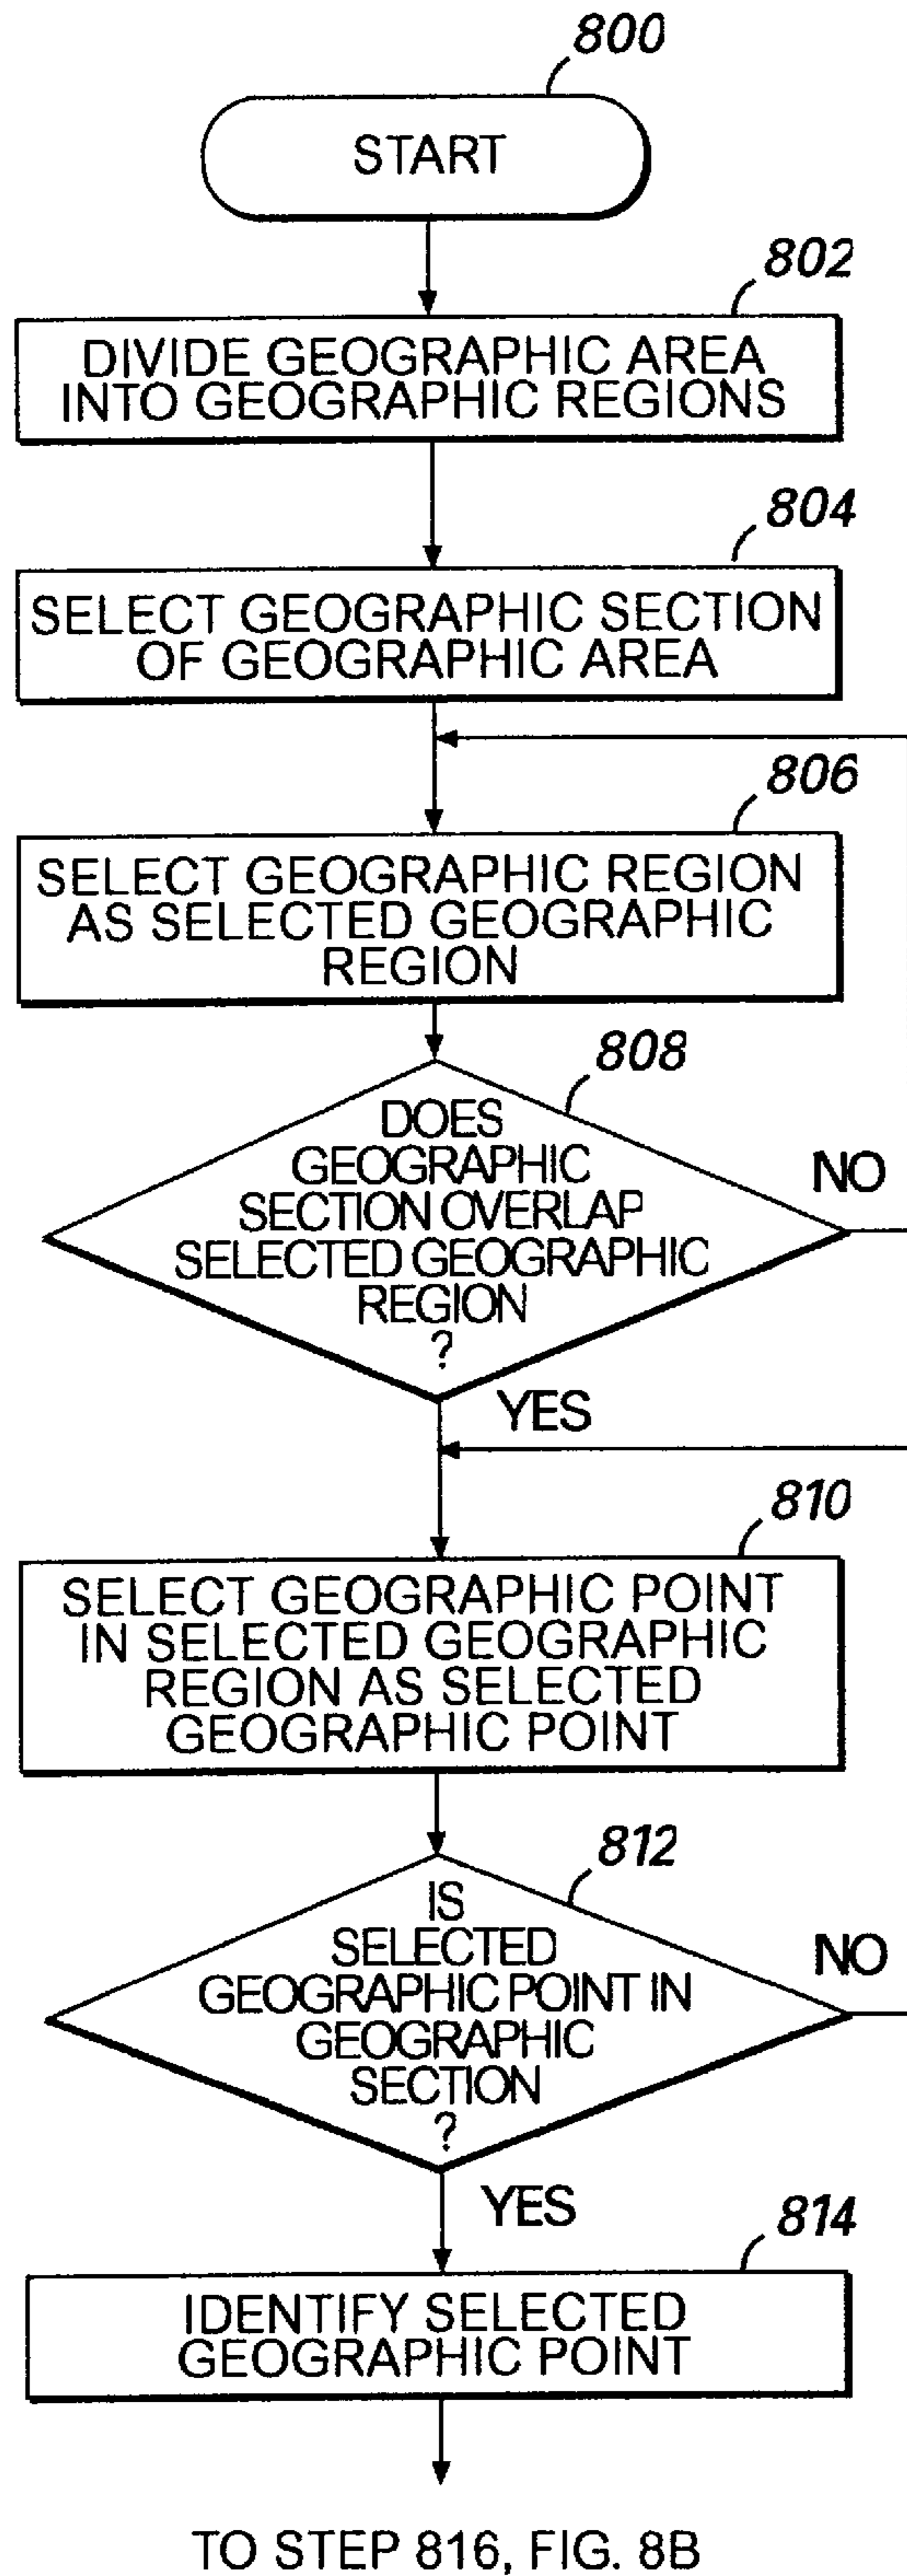 800
START
802
DIVIDE GEOGRAPHIC AREA
INTO GEOGRAPHIC REGIONS
804
SELECT GEOGRAPHIC SECTION
OF GEOGRAPHIC AREA
806
SELECT GEOGRAPHIC REGION
AS SELECTED GEOGRAPHIC
REGION
808
DOES
GEOGRAPHIC
SECTION OVERLAP
SELECTED GEOGRAPHIC
REGION
?
NO
YES
810
SELECT GEOGRAPHIC POINT
IN SELECTED GEOGRAPHIC
REGION AS SELECTED
GEOGRAPHIC POINT
812
IS
SELECTED
GEOGRAPHIC POINT IN
GEOGRAPHIC
SECTION
?
NO
YES
814
IDENTIFY SELECTED
GEOGRAPHIC POINT
TO STEP 816, FIG. 8B